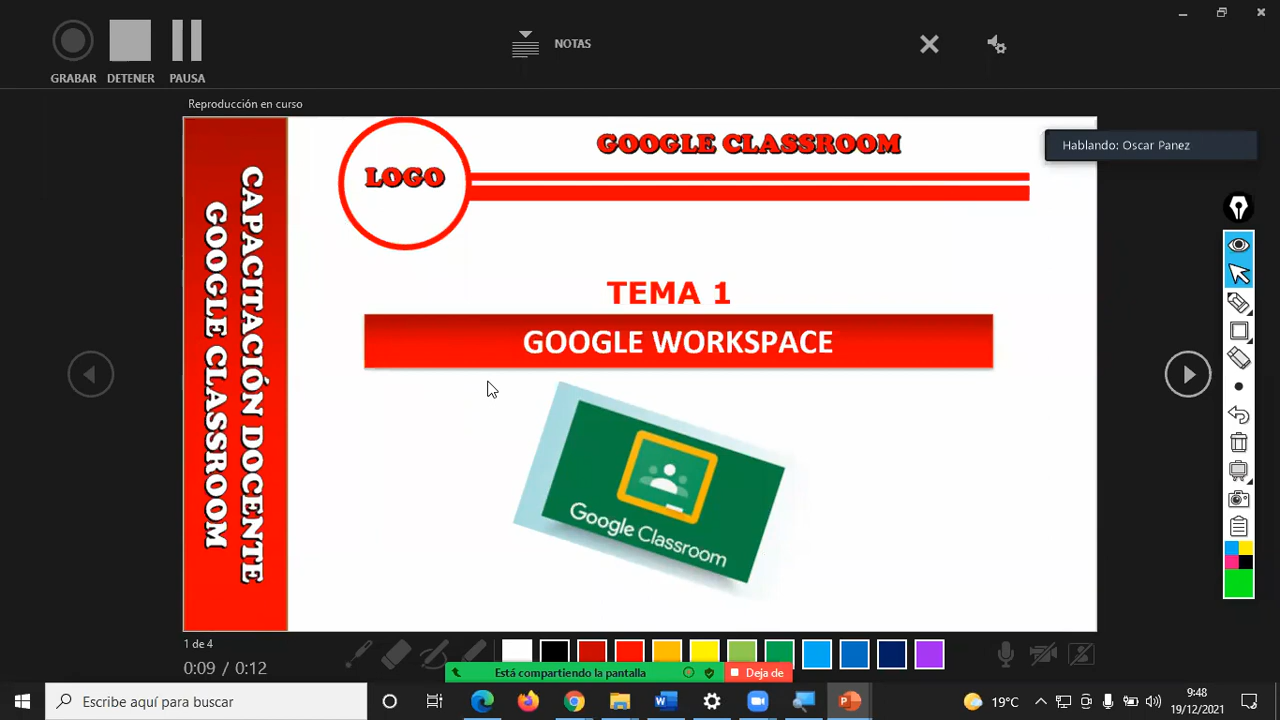 GRABAR
DETENER
PAUSA
NOTAS
Reproducción en curso
CAPACITACIÓN DOCENTE
GOOGLE CLASSROOM
LOGO
GOOGLE CLASSROOM
Hablando: Oscar Panez
TEMA 1
GOOGLE WORKSPACE
Google Classroom
1 de 4
0:09 / 0:12
Está compartiendo la pantalla
Deja de
Escribe aquí para buscar
19°C
9:48
19/12/2021